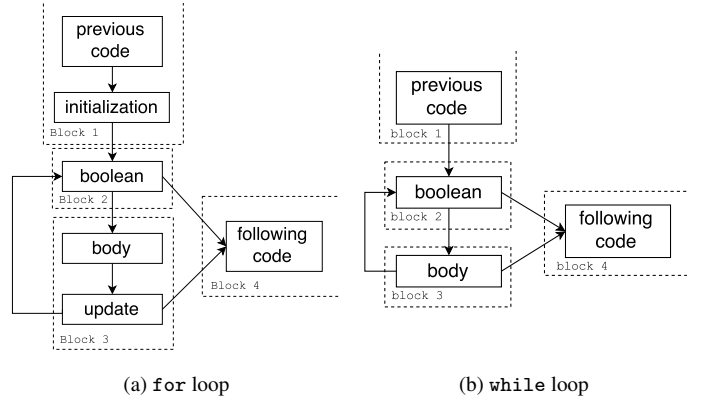 previous
code
initialization
Block 1
boolean
Block 2
body
update
Block 3
following
code
Block 4
(a) for loop
previous
code
block 1
boolean
block 2
body
block 3
following
code
block 4
(b) while loop